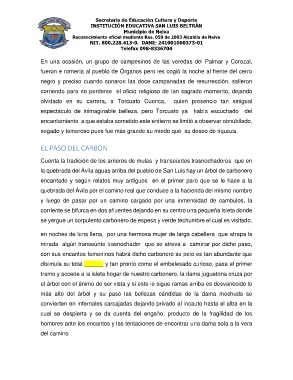 Secretaria de Educación Cultura y Deporte
INSTITUCIÓN EDUCATIVA SAN LUIS BELTRÁN
Municipio de Neiva
Reconocimiento oficial mediante Res. 059 de 2003 Alcaldía de Neiva
NIT. 800.228.413-0. DANE: 241001060373-01
Telefax 098-8336704
En una ocasión, un grupo de campesinos de las veredas del Palmar y Corozal,
fueron e romería al pueblo de Órganos pero les cogió la noche al frente del cerro
negro y preciso cuando sonaron las doce campanadas de resurrección, salieron
corriendo para no perderse el oficio religioso de tan sagrado momento, dejando
olvidado en su carrera, a Torcuato Cuenca, quien presencio tan singual
espectáculo de inimaginable belleza, pero Torcuato ya había escuchado del
encantamiento a que estaba sometido este entierro se limitó a observar obnubilado,
segado y temeroso pues fue más grande su miedo que su deseo de riqueza.
EL PASO DEL CARBON
Cuenta la tradición de los arrieros de mulas y transeúntes trasnochadores que en
la quebrada del Ávila aguas arriba del pueblo de San Luis hay un árbol de carbonero
encantado y según relatos muy antiguos en el primer paso que se le hace a la
quebrada del Ávila por el camino real que conduce a la hacienda del mismo nombre
y luego de pasar por un camino cargado por una inmensidad de cambulos, la
corriente se bifurca en dos afluentes dejando en su centro una pequeña isleta donde
se yergue un corpulento carbonero de espeso y verde techumbre el cual es visitado,
en noches de luna llena, por una hermosa mujer de larga cabellera que atrapa la
mirada algún transeúnte trasnochador que se atreva a caminar por dicho paso,
con sus encantos femeninos habrá dicho carbonero su pelo es tan abundante que
disimula su total y tan pronto como el embelesado curioso, pasa el primer
tramo y accede a la isleta hogar de nuestro carbonero, la dama juguetona cruza por
el árbol con el ánimo de ser vista y si este le sigue ramas arriba es desvanecido lo
más alto del árbol y su paso las bellezas cándidas de la dama medhuda se
convierten en infernales carcajadas dejando privado al incauto hasta el alba en la
cual se despierta y se da cuenta del engaño, producto de la fragilidad de los
hombres ante los encantos y las tentaciones de encontrar una dama sola a la vera
del camino